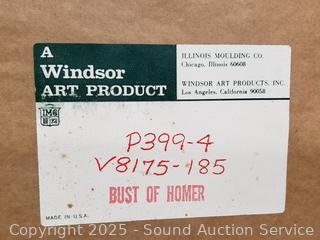 A
Windsor
ART PRODUCT
ILLINOIS MOULDING CO.
Chicago, Illinois 60608
WINDSOR ART PRODUCTS, INC.
Los Angeles, California 90058
IMC
P399-4
V8175-185
BUST OF HOMER
MADE IN U.S.A.
Copyright 2025 - Sound Auction Service